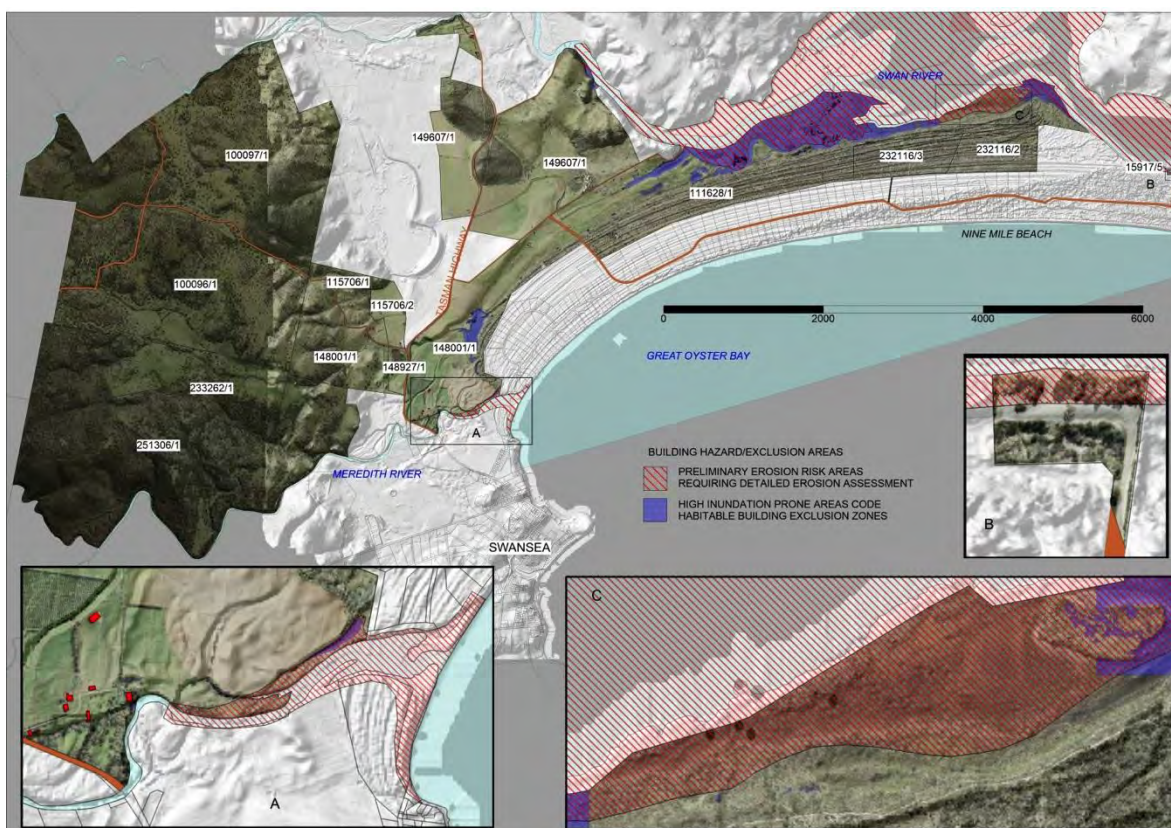 SWAN RIVER
149607/1
100097/1
149607/1
232116/3
232116/2
C
15917/5
B
111628/1
NINE MILE BEACH
TASMAN HIGHWAY
100096/1
115706/1
115706/2
0 2000 4000 6000
148001/1
148001/1
148927/1
GREAT OYSTER BAY
233262/1
A
251306/1
MEREDITH RIVER
BUILDING HAZARD/EXCLUSION AREAS
PRELIMINARY EROSION RISK AREAS
REQUIRING DETAILED EROSION ASSESSMENT
HIGH INUNDATION PRONE AREAS CODE
HABITABLE BUILDING EXCLUSION ZONES
SWANSEA
B
C
A